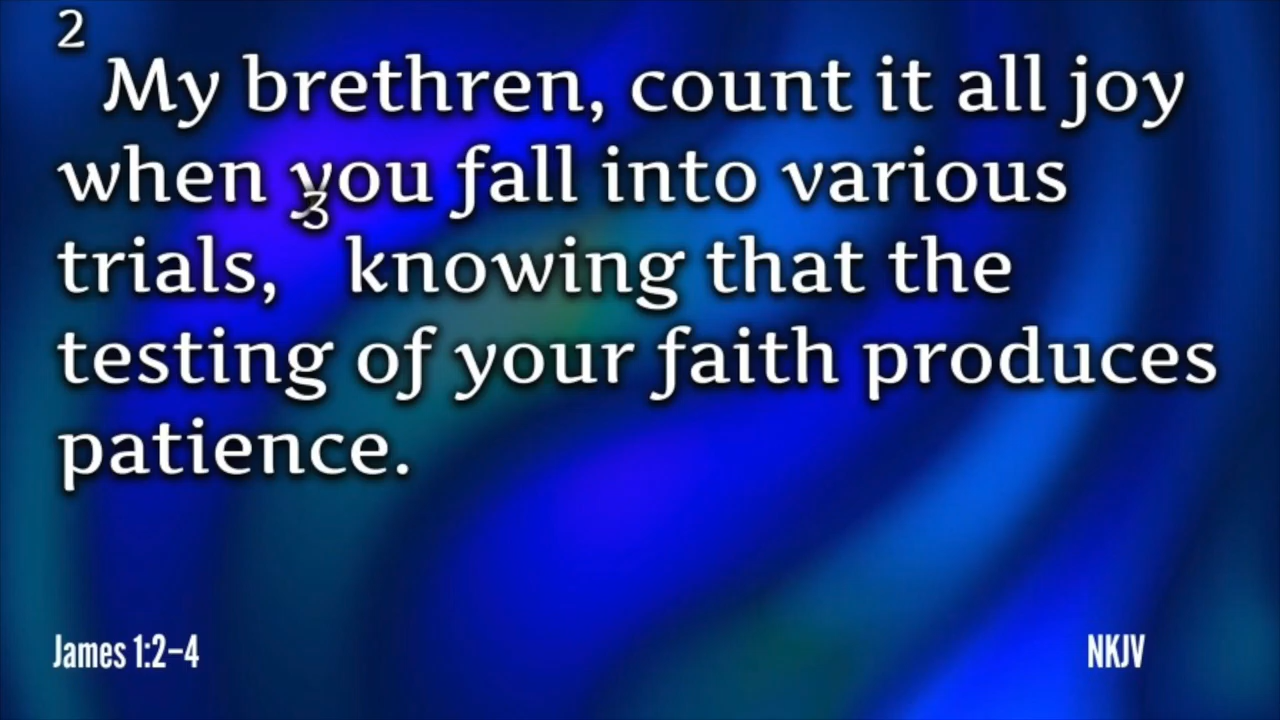 2 My brethren, count it all joy
when you fall into various
trials, 3 knowing that the
testing of your faith produces
patience.
James 1:2–4
NKJV